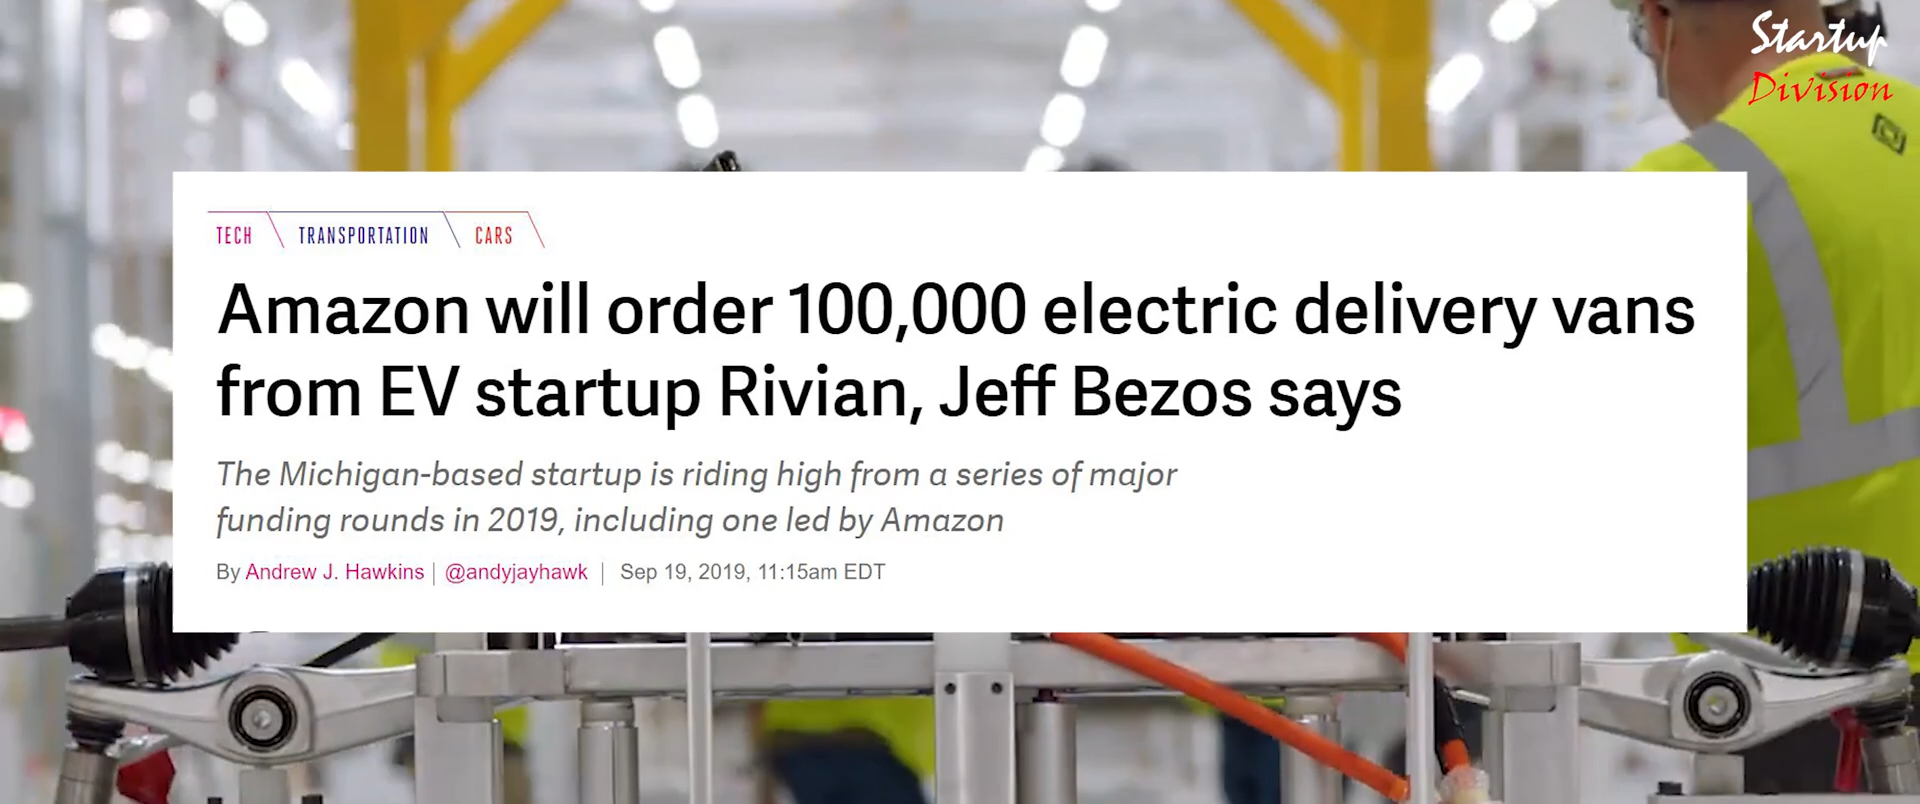 Startup
Division
TECH TRANSPORTATION CARS
Amazon will order 100,000 electric delivery vans
from EV startup Rivian, Jeff Bezos says
The Michigan-based startup is riding high from a series of major
funding rounds in 2019, including one led by Amazon
By Andrew J. Hawkins | @andyjayhawk | Sep 19, 2019, 11:15am EDT